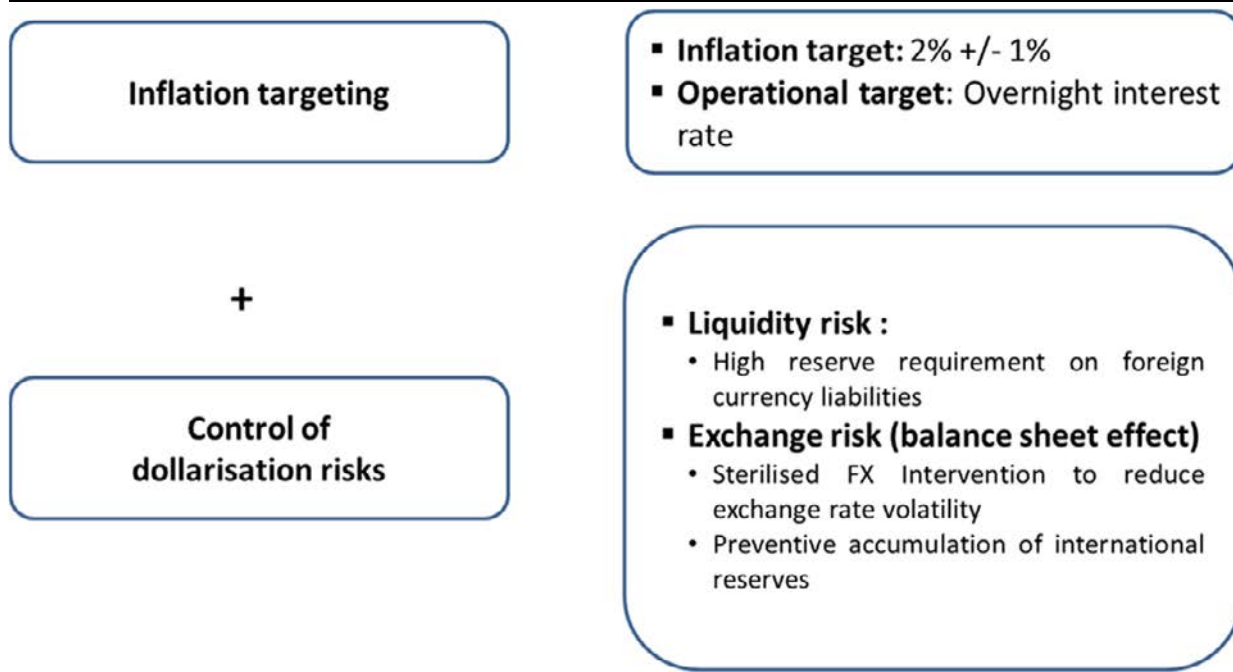 Inflation targeting
▪ Inflation target: 2% +/- 1%
▪ Operational target: Overnight interest
rate
+
Control of
dollarisation risks
▪ Liquidity risk :
• High reserve requirement on foreign
currency liabilities
▪ Exchange risk (balance sheet effect)
• Sterilised FX Intervention to reduce
exchange rate volatility
• Preventive accumulation of international
reserves